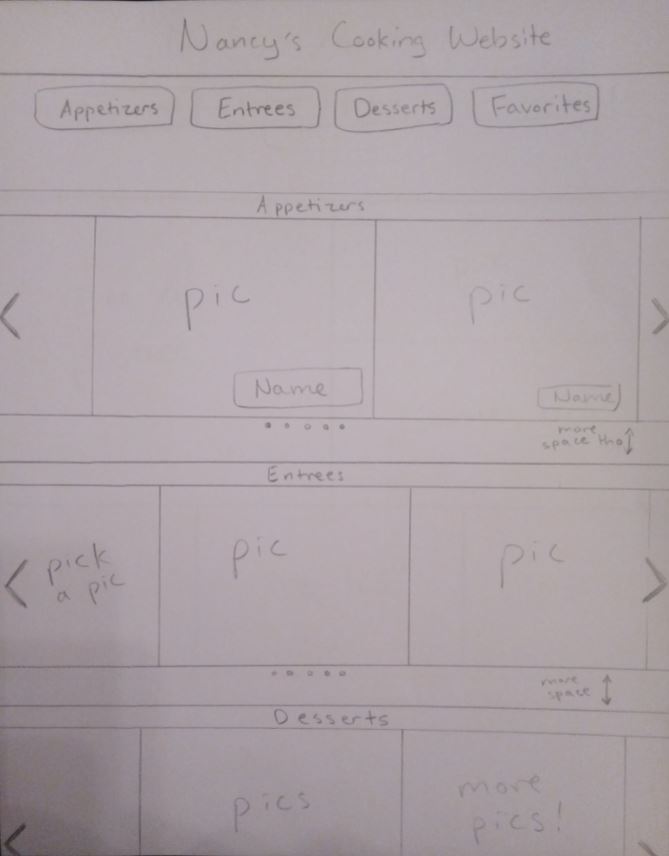 Nancy's Cooking Website
Appetizers Entrees Desserts Favorites
Appetizers
pic pic
Name Name
more
space tho
Entrees
pick
a pic
pic pic
more
space
Desserts
pics
more
pics!